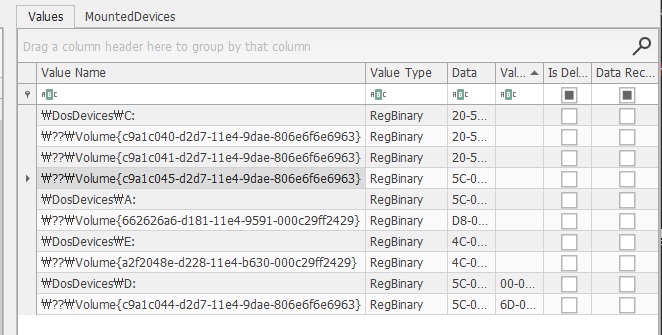 Values MountedDevices
Drag a column header here to group by that column
Value Name Value Type Data Val... Is Del... Data Rec...
₩DosDevices₩C: RegBinary 20-5...
₩??₩Volume{c9a1c040-d2d7-11e4-9dae-806e6f6e6963} RegBinary 20-5...
₩??₩Volume{c9a1c041-d2d7-11e4-9dae-806e6f6e6963} RegBinary 20-5...
₩??₩Volume{c9a1c045-d2d7-11e4-9dae-806e6f6e6963} RegBinary 5C-0...
₩DosDevices₩A: RegBinary 5C-0...
₩??₩Volume{662626a6-d181-11e4-9591-000c29ff2429} RegBinary D8-0...
₩DosDevices₩E: RegBinary 4C-0...
₩??₩Volume{a2f2048e-d228-11e4-b630-000c29ff2429} RegBinary 4C-0...
₩DosDevices₩D: RegBinary 5C-0... 00-0...
₩??₩Volume{c9a1c044-d2d7-11e4-9dae-806e6f6e6963} RegBinary 5C-0... 6D-0...